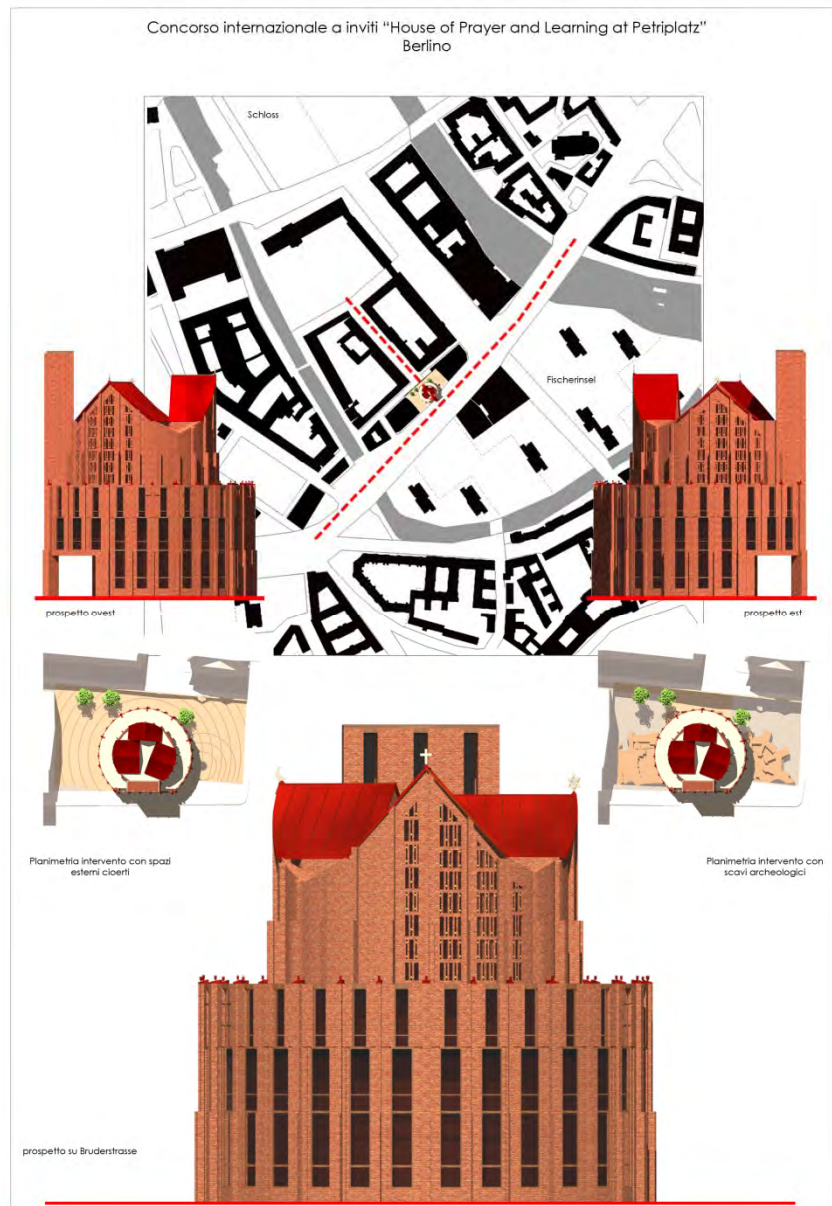 Concorso internazionale a inviti “House of Prayer and Learning at Petriplatz”
Berlino
Schloss
Fischerinsel
prospetto ovest
prospetto est
Planimetria intervento con spazi
esterni cioerti
Planimetria intervento con
scavi archeologici
prospetto su Bruderstrasse